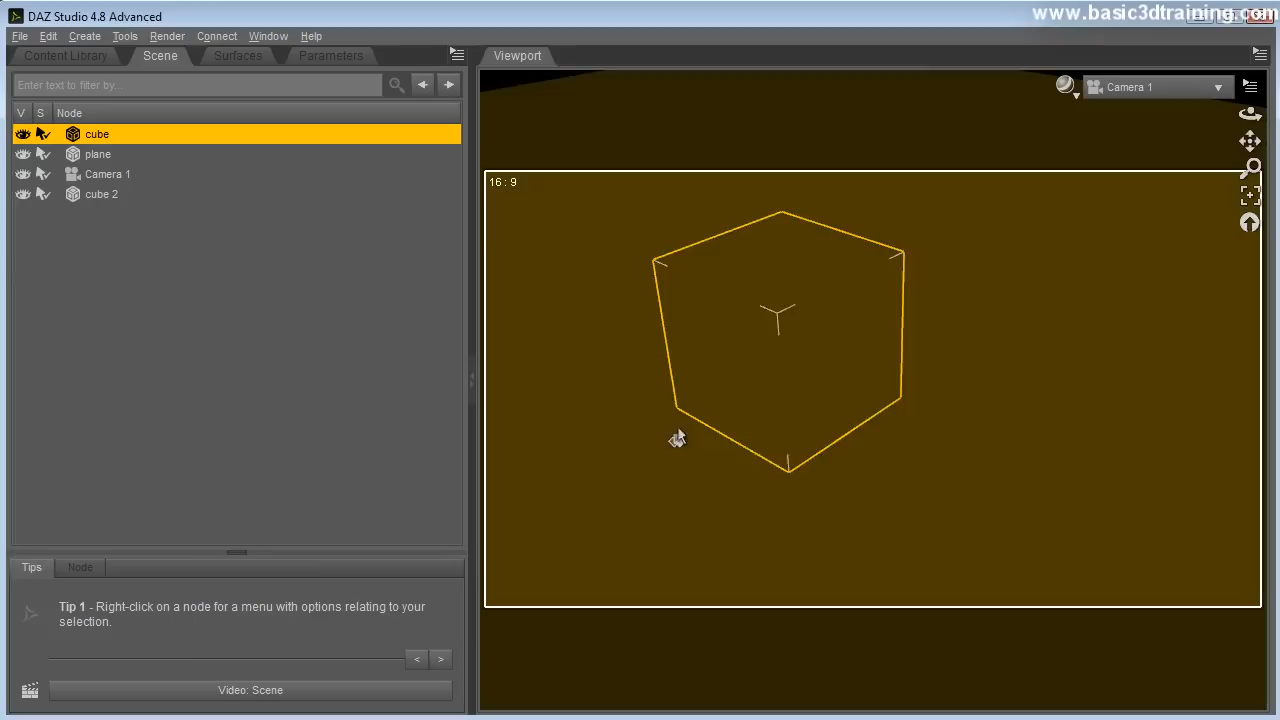 www.basic3dtraining.com
DAZ Studio 4.8 Advanced
File Edit Create Tools Render Connect Window Help
Content Library Scene Surfaces Parameters
Viewport
Enter text to filter by...
Camera 1
V S Node
cube
plane
Camera 1
cube 2
16 : 9
Tips Node
Tip 1 - Right-click on a node for a menu with options relating to your
selection.
< >
Video: Scene